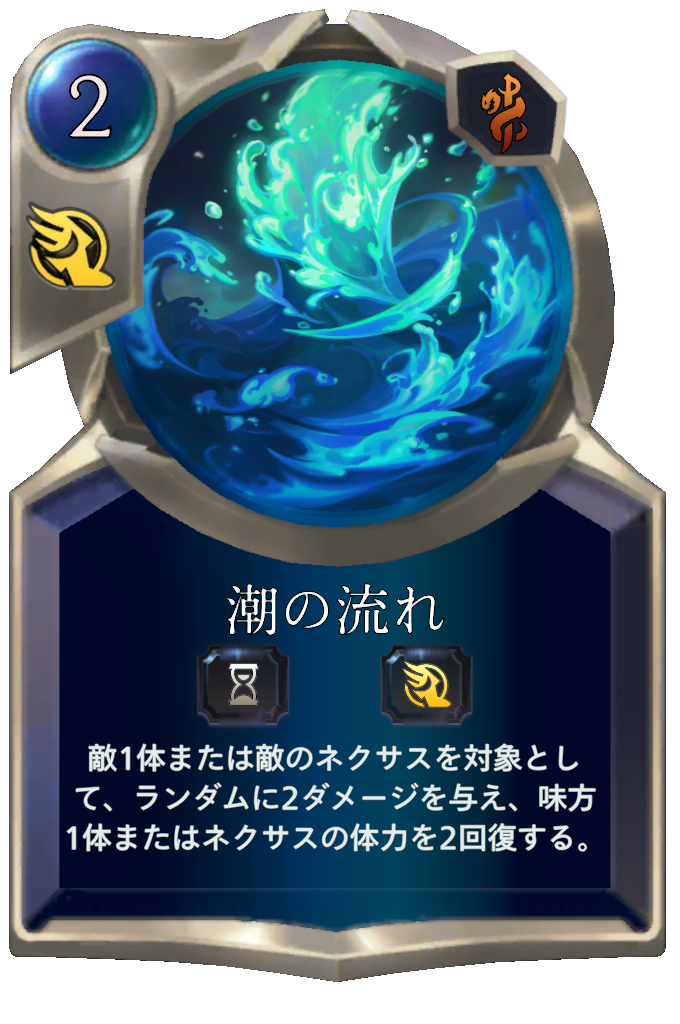 2
潮の流れ
敵1体または敵のネクサスを対象とし
て、ランダムに2ダメージを与え、味方
1体またはネクサスの体力を2回復する。